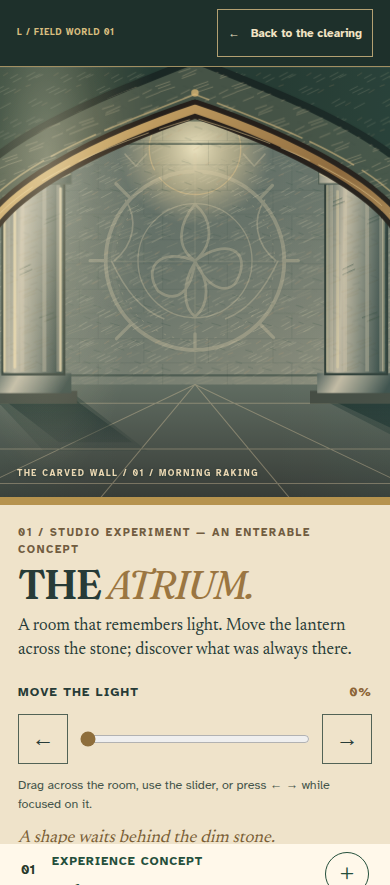 L / FIELD WORLD 01
← Back to the clearing
THE CARVED WALL / 01 / MORNING RAKING
01 / STUDIO EXPERIMENT — AN ENTERABLE
CONCEPT
THE ATRIUM.
A room that remembers light. Move the lantern
across the stone; discover what was always there.
MOVE THE LIGHT 0%
← →
Drag across the room, use the slider, or press ← → while
focused on it.
A shape waits behind the dim stone.
01 EXPERIENCE CONCEPT +